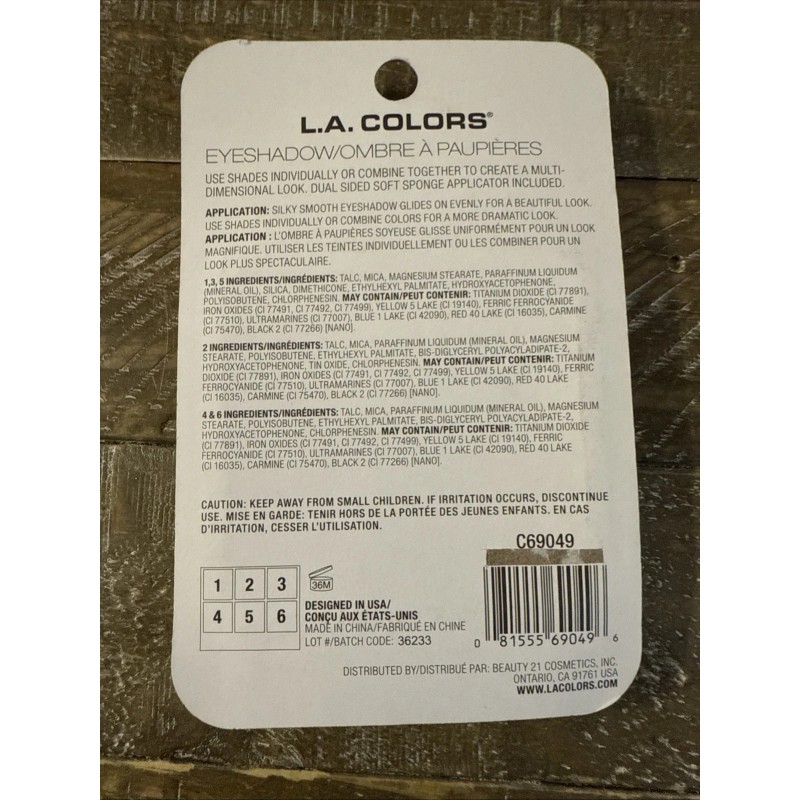 L.A. COLORS®
EYESHADOW/OMBRE À PAUPIÈRES
USE SHADES INDIVIDUALLY OR COMBINE TOGETHER TO CREATE A MULTI-
DIMENSIONAL LOOK. DUAL SIDED SOFT SPONGE APPLICATOR INCLUDED.
APPLICATION: SILKY SMOOTH EYESHADOW GLIDES ON EVENLY FOR A BEAUTIFUL LOOK.
USE SHADES INDIVIDUALLY OR COMBINE COLORS FOR A MORE DRAMATIC LOOK.
APPLICATION : L'OMBRE À PAUPIÈRES SOYEUSE GLISSE UNIFORMÉMENT POUR UN LOOK
MAGNIFIQUE. UTILISER LES TEINTES INDIVIDUELLEMENT OU LES COMBINER POUR UN
LOOK PLUS SPECTACULAIRE.
1,3, 5 INGREDIENTS/INGRÉDIENTS: TALC, MICA, MAGNESIUM STEARATE, PARAFFINUM LIQUIDUM
(MINERAL OIL), SILICA, DIMETHICONE, ETHYLHEXYL PALMITATE, HYDROXYACETOPHENONE,
POLYISOBUTENE, CHLORPHENESIN. MAY CONTAIN/PEUT CONTENIR: TITANIUM DIOXIDE (CI 77891),
IRON OXIDES (CI 77491, CI 77492, CI 77499), YELLOW 5 LAKE (CI 19140), FERRIC FERROCYANIDE
(CI 77510), ULTRAMARINES (CI 77007), BLUE 1 LAKE (CI 42090), RED 40 LAKE (CI 16035), CARMINE
(CI 75470), BLACK 2 (CI 77266) [NANO].
2 INGREDIENTS/INGRÉDIENTS: TALC, MICA, PARAFFINUM LIQUIDUM (MINERAL OIL), MAGNESIUM
STEARATE, POLYISOBUTENE, ETHYLHEXYL PALMITATE, BIS-DIGLYCERYL POLYACYLADIPATE-2,
HYDROXYACETOPHENONE, TIN OXIDE, CHLORPHENESIN. MAY CONTAIN/PEUT CONTENIR: TITANIUM
DIOXIDE (CI 77891), IRON OXIDES (CI 77491, CI 77492, CI 77499), YELLOW 5 LAKE (CI 19140), FERRIC
FERROCYANIDE (CI 77510), ULTRAMARINES (CI 77007), BLUE 1 LAKE (CI 42090), RED 40 LAKE
(CI 16035), CARMINE (CI 75470), BLACK 2 (CI 77266) [NANO].
4 & 6 INGREDIENTS/INGRÉDIENTS: TALC, MICA, PARAFFINUM LIQUIDUM (MINERAL OIL), MAGNESIUM
STEARATE, POLYISOBUTENE, ETHYLHEXYL PALMITATE, BIS-DIGLYCERYL POLYACYLADIPATE-2,
HYDROXYACETOPHENONE, CHLORPHENESIN. MAY CONTAIN/PEUT CONTENIR: TITANIUM DIOXIDE
(CI 77891), IRON OXIDES (CI 77491, CI 77492, CI 77499), YELLOW 5 LAKE (CI 19140), FERRIC
FERROCYANIDE (CI 77510), ULTRAMARINES (CI 77007), BLUE 1 LAKE (CI 42090), RED 40 LAKE
(CI 16035), CARMINE (CI 75470), BLACK 2 (CI 77266) [NANO].
CAUTION: KEEP AWAY FROM SMALL CHILDREN. IF IRRITATION OCCURS, DISCONTINUE
USE. MISE EN GARDE: TENIR HORS DE LA PORTÉE DES JEUNES ENFANTS. EN CAS
D'IRRITATION, CESSER L'UTILISATION.
C69049
1 2 3
4 5 6
36M
DESIGNED IN USA/
CONÇU AUX ÉTATS-UNIS
MADE IN CHINA/FABRIQUÉ EN CHINE
LOT #/BATCH CODE: 36233
0 81555 69049 6
DISTRIBUTED BY/DISTRIBUÉ PAR: BEAUTY 21 COSMETICS, INC.
ONTARIO, CA 91761 USA
WWW.LACOLORS.COM